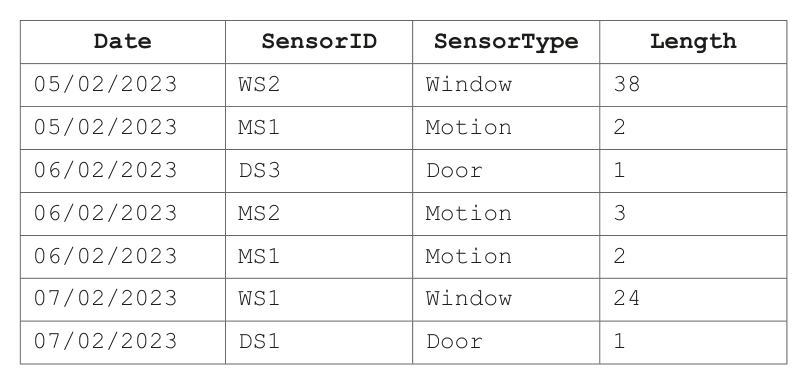 Date SensorID SensorType Length
05/02/2023 WS2 Window 38
05/02/2023 MS1 Motion 2
06/02/2023 DS3 Door 1
06/02/2023 MS2 Motion 3
06/02/2023 MS1 Motion 2
07/02/2023 WS1 Window 24
07/02/2023 DS1 Door 1